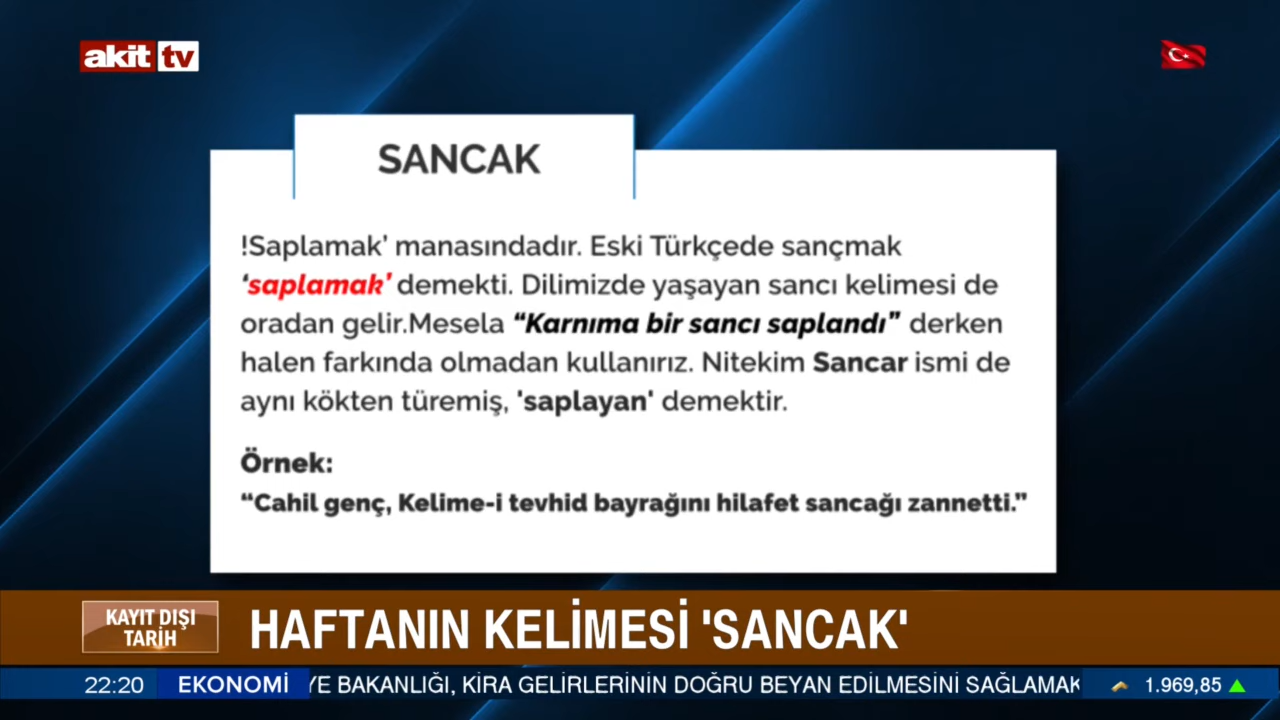 akit tv
SANCAK
!Saplamak’ manasındadır. Eski Türkçede sançmak
‘saplamak’ demekti. Dilimizde yaşayan sancı kelimesi de
oradan gelir.Mesela “Karnıma bir sancı saplandı” derken
halen farkında olmadan kullanırız. Nitekim Sancar ismi de
aynı kökten türemiş, 'saplayan' demektir.
Örnek:
“Cahil genç, Kelime-i tevhid bayrağını hilafet sancağı zannetti.”
KAYIT DIŞI
TARİH
HAFTANIN KELİMESİ 'SANCAK'
22:20 EKONOMİ YE BAKANLIĞI, KİRA GELİRLERİNİN DOĞRU BEYAN EDİLMESİNİ SAĞLAMAK 1.969,85